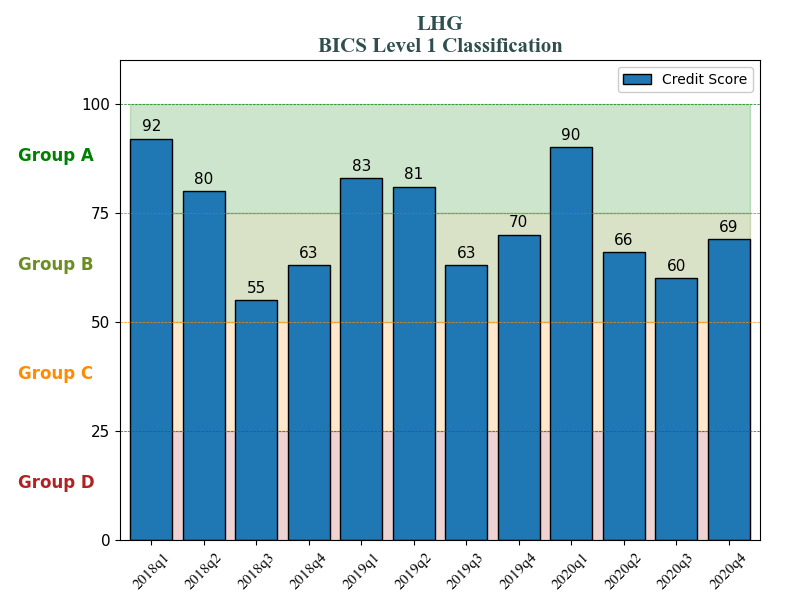 LHG
BICS Level 1 Classification
Credit Score
100
75
50
25
0
Group A
Group B
Group C
Group D
92
80
55
63
83
81
63
70
90
66
60
69
2018q1
2018q2
2018q3
2018q4
2019q1
2019q2
2019q3
2019q4
2020q1
2020q2
2020q3
2020q4